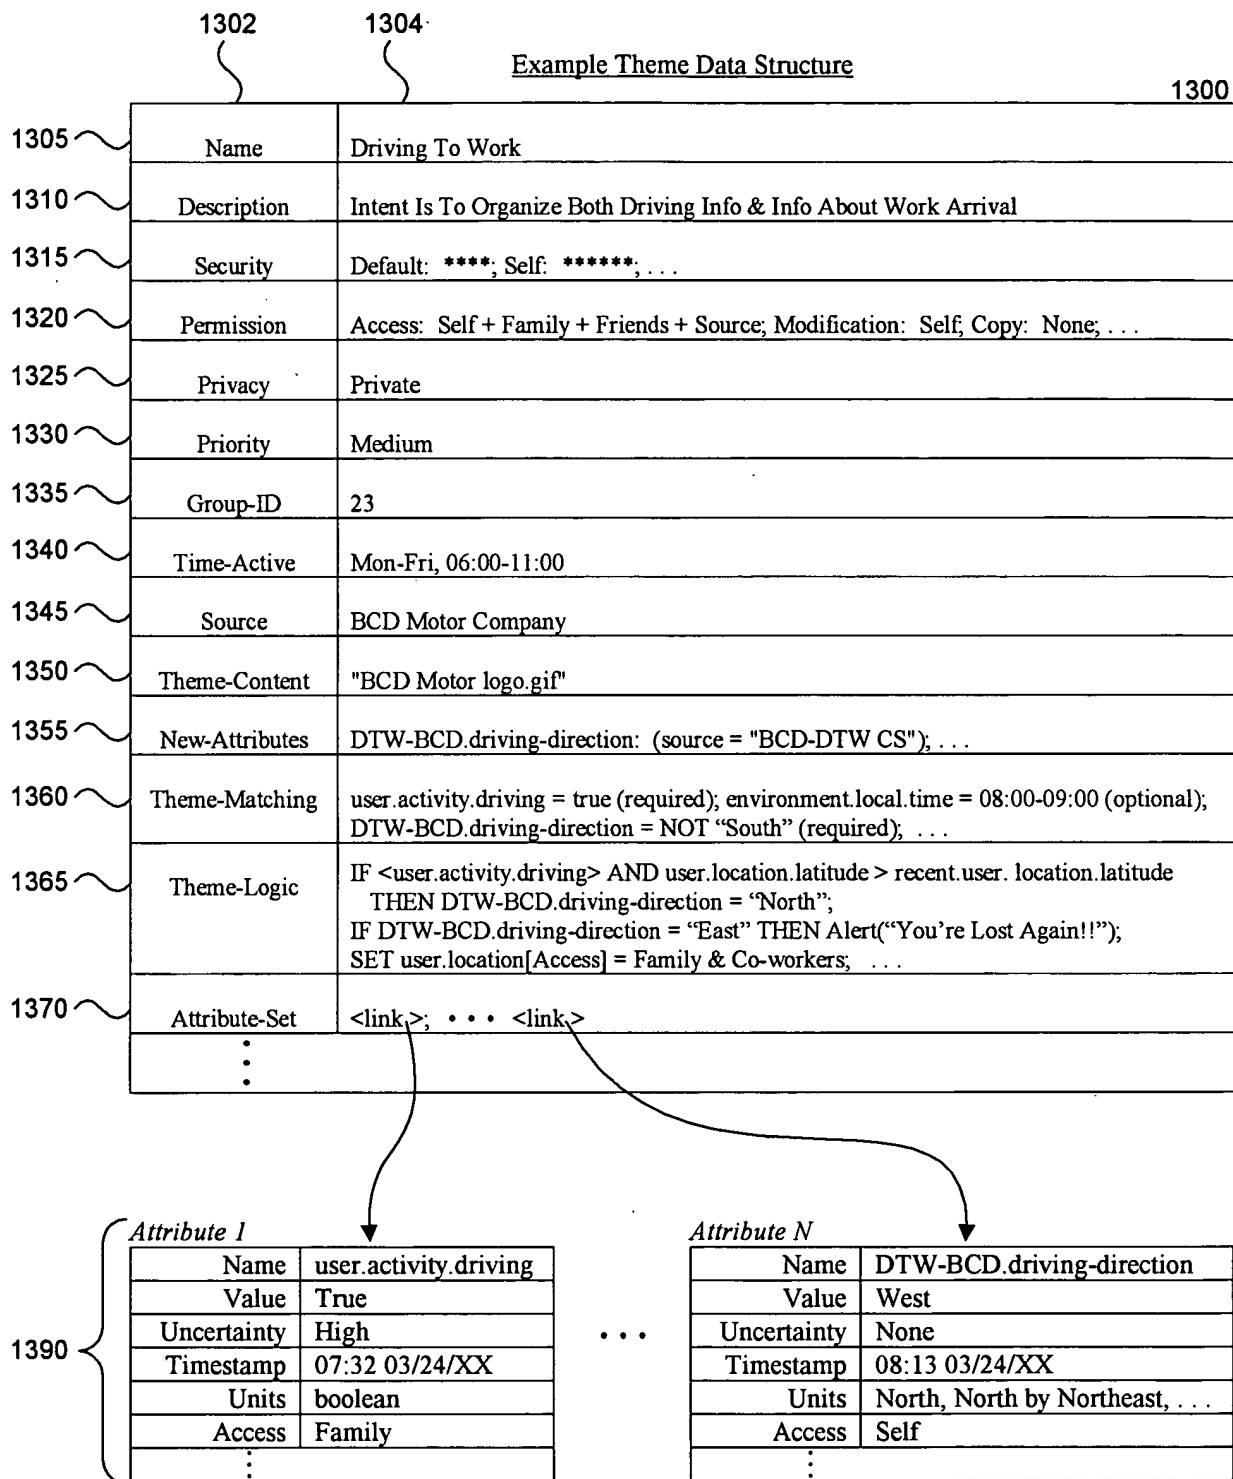 1302 1304
Example Theme Data Structure
1300
1305 Name Driving To Work
1310 Description Intent Is To Organize Both Driving Info & Info About Work Arrival
1315 Security Default: ****; Self: ******; . . .
1320 Permission Access: Self + Family + Friends + Source; Modification: Self; Copy: None; . . .
1325 Privacy Private
1330 Priority Medium
1335 Group-ID 23
1340 Time-Active Mon-Fri, 06:00-11:00
1345 Source BCD Motor Company
1350 Theme-Content "BCD Motor logo.gif"
1355 New-Attributes DTW-BCD.driving-direction: (source = "BCD-DTW CS"); . . .
1360 Theme-Matching user.activity.driving = true (required); environment.local.time = 08:00-09:00 (optional);
DTW-BCD.driving-direction = NOT “South” (required); . . .
1365 Theme-Logic IF <user.activity.driving> AND user.location.latitude > recent.user. location.latitude
THEN DTW-BCD.driving-direction = “North”;
IF DTW-BCD.driving-direction = “East” THEN Alert(“You're Lost Again!!”);
SET user.location[Access] = Family & Co-workers; . . .
1370 Attribute-Set <link>; • • • <link>
1390
Attribute 1
Name user.activity.driving
Value True
Uncertainty High
Timestamp 07:32 03/24/XX
Units boolean
Access Family
• • •
Attribute N
Name DTW-BCD.driving-direction
Value West
Uncertainty None
Timestamp 08:13 03/24/XX
Units North, North by Northeast, . . .
Access Self